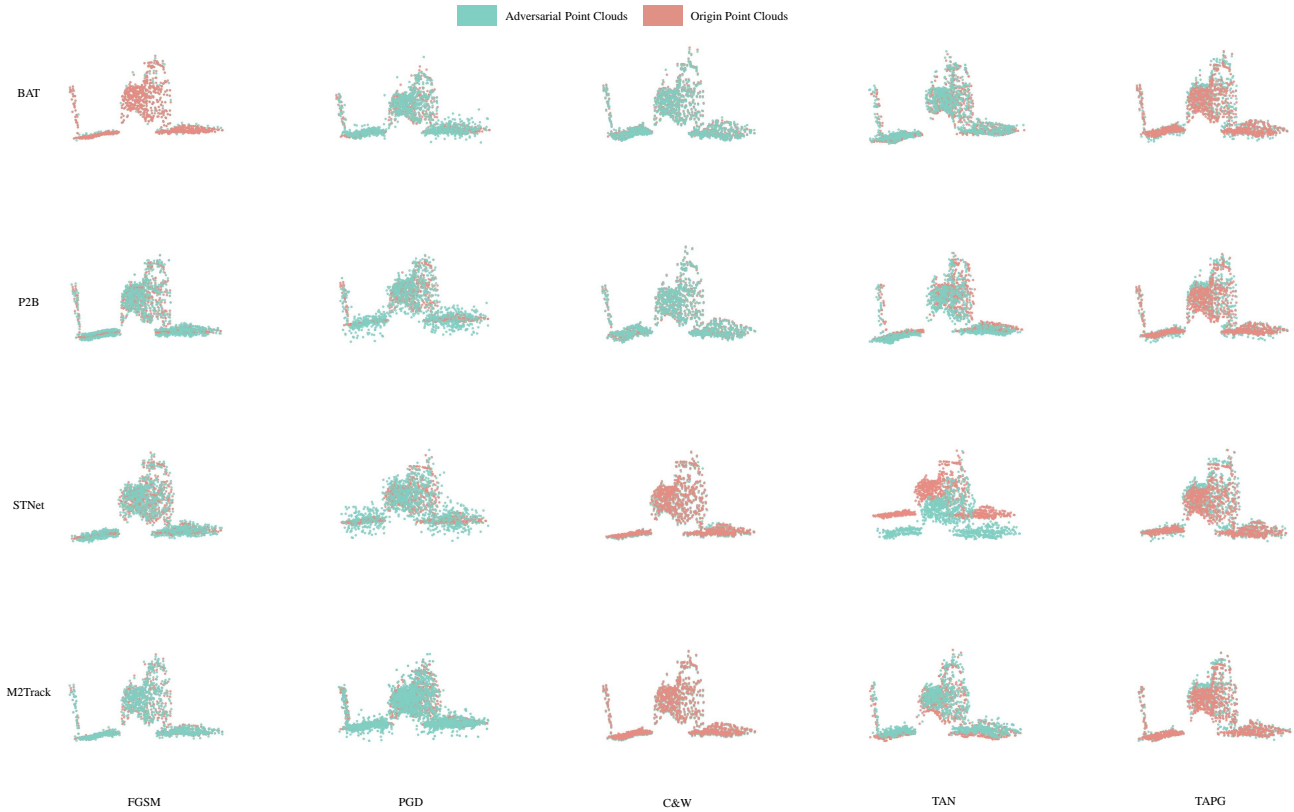 Adversarial Point Clouds Origin Point Clouds
BAT
P2B
STNet
M2Track
FGSM PGD C&W TAN TAPG